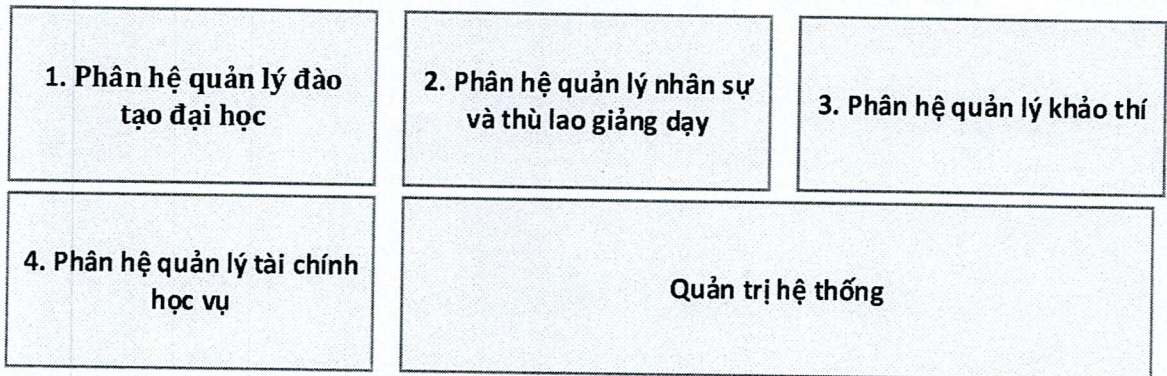 1. Phân hệ quản lý đào
tạo đại học
2. Phân hệ quản lý nhân sự
và thù lao giảng dạy
3. Phân hệ quản lý khảo thí
4. Phân hệ quản lý tài chính
học vụ
Quản trị hệ thống